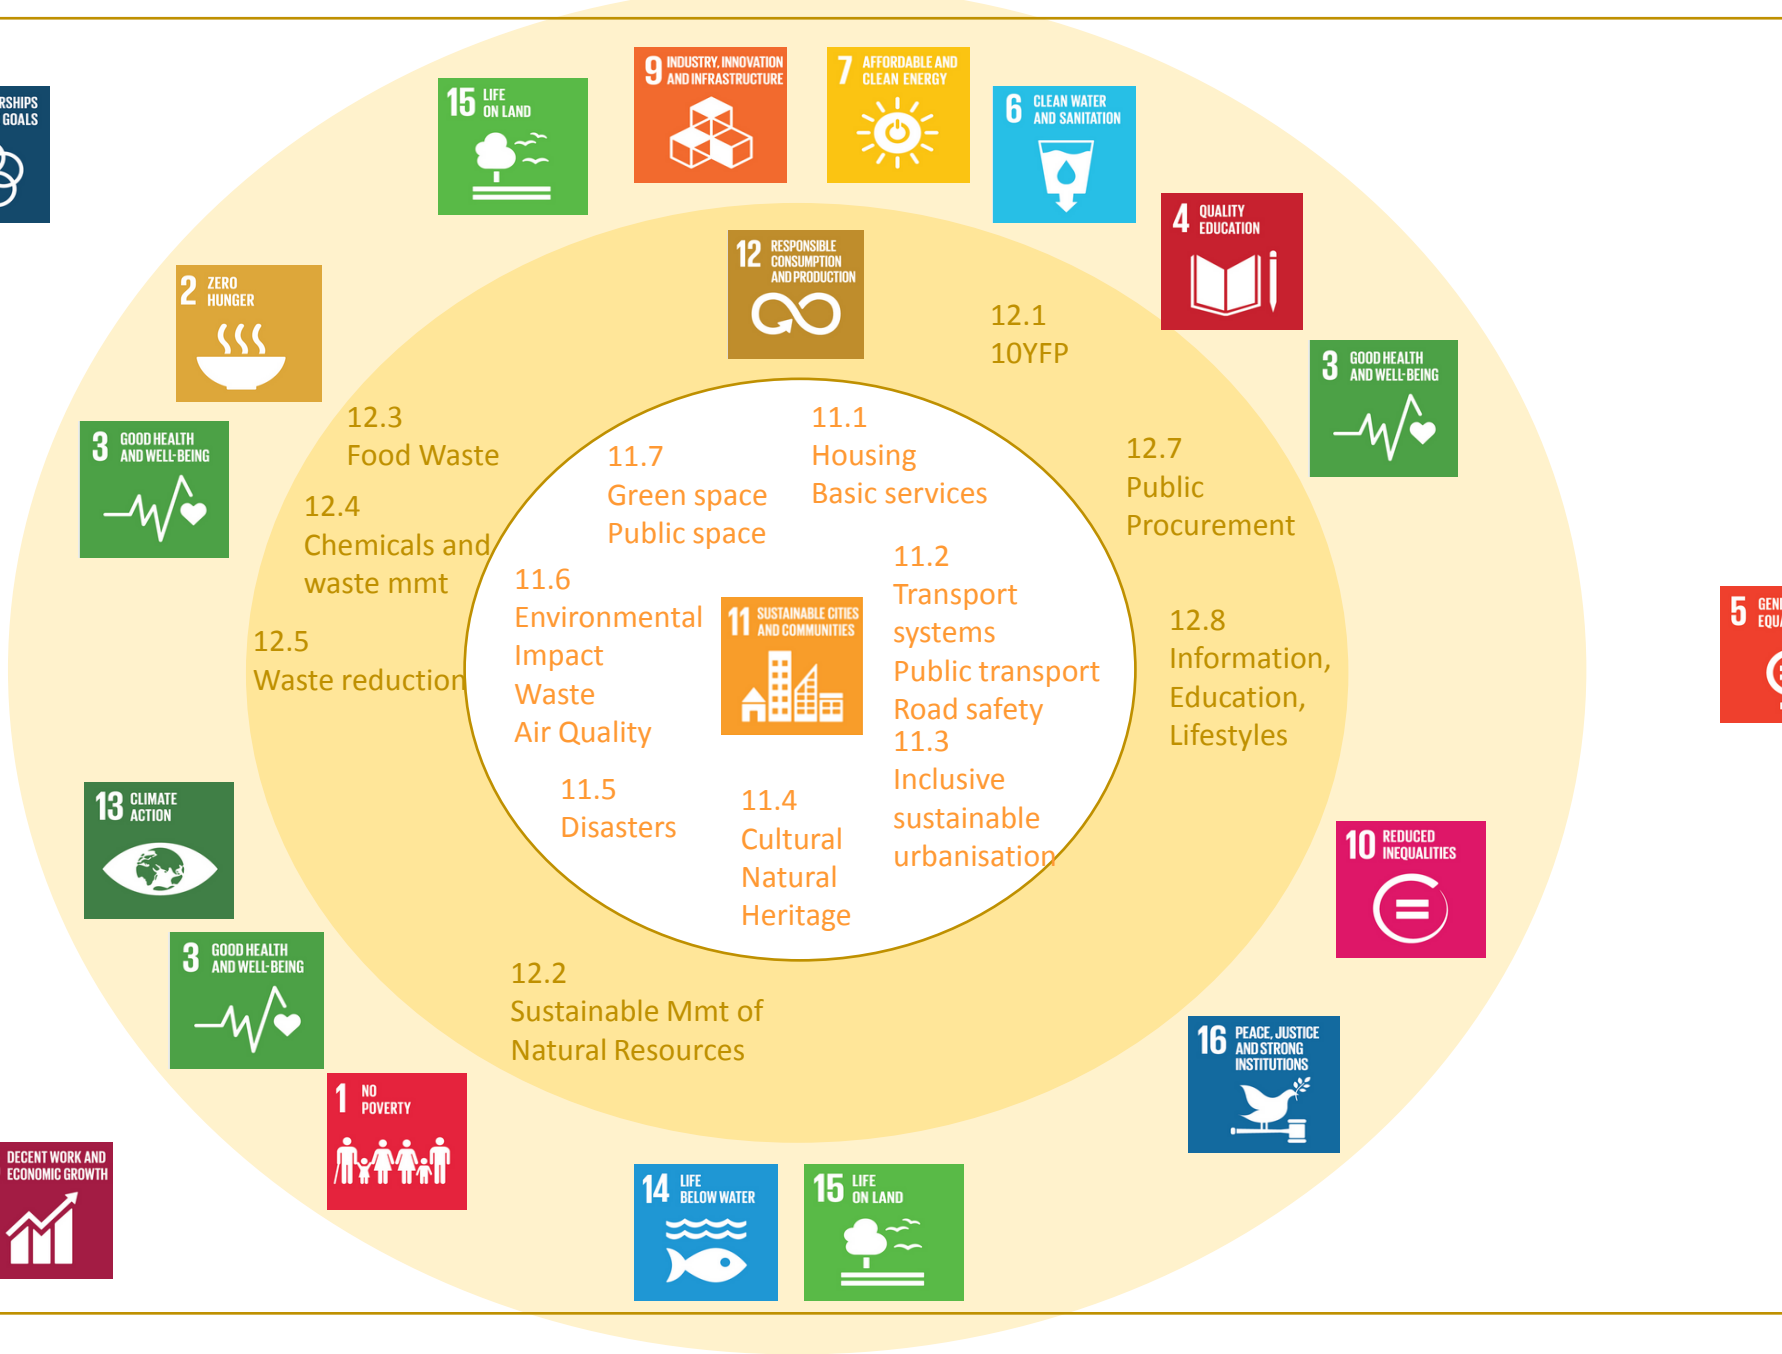 9 INDUSTRY, INNOVATION
AND INFRASTRUCTURE
7 AFFORDABLE AND
CLEAN ENERGY
15 LIFE
ON LAND
6 CLEAN WATER
AND SANITATION
GOALS
4 QUALITY
EDUCATION
12 RESPONSIBLE
CONSUMPTION
AND PRODUCTION
2 ZERO
HUNGER
12.1
10YFP
3 GOOD HEALTH
AND WELL-BEING
12.3
Food Waste
3 GOOD HEALTH
AND WELL-BEING
11.1
Housing
Basic services
11.7
Green space
Public space
12.7
Public
Procurement
12.4
Chemicals and
waste mmt
11.2
Transport
systems
Public transport
Road safety
11.6
Environmental
Impact
Waste
Air Quality
11 SUSTAINABLE CITIES
AND COMMUNITIES
12.8
Information,
Education,
Lifestyles
5
12.5
Waste reduction
11.3
Inclusive
sustainable
urbanisation
11.5
Disasters
11.4
Cultural
Natural
Heritage
13 CLIMATE
ACTION
10 REDUCED
INEQUALITIES
3 GOOD HEALTH
AND WELL-BEING
12.2
Sustainable Mmt of
Natural Resources
16 PEACE, JUSTICE
AND STRONG
INSTITUTIONS
1 NO
POVERTY
DECENT WORK AND
ECONOMIC GROWTH
14 LIFE
BELOW WATER
15 LIFE
ON LAND